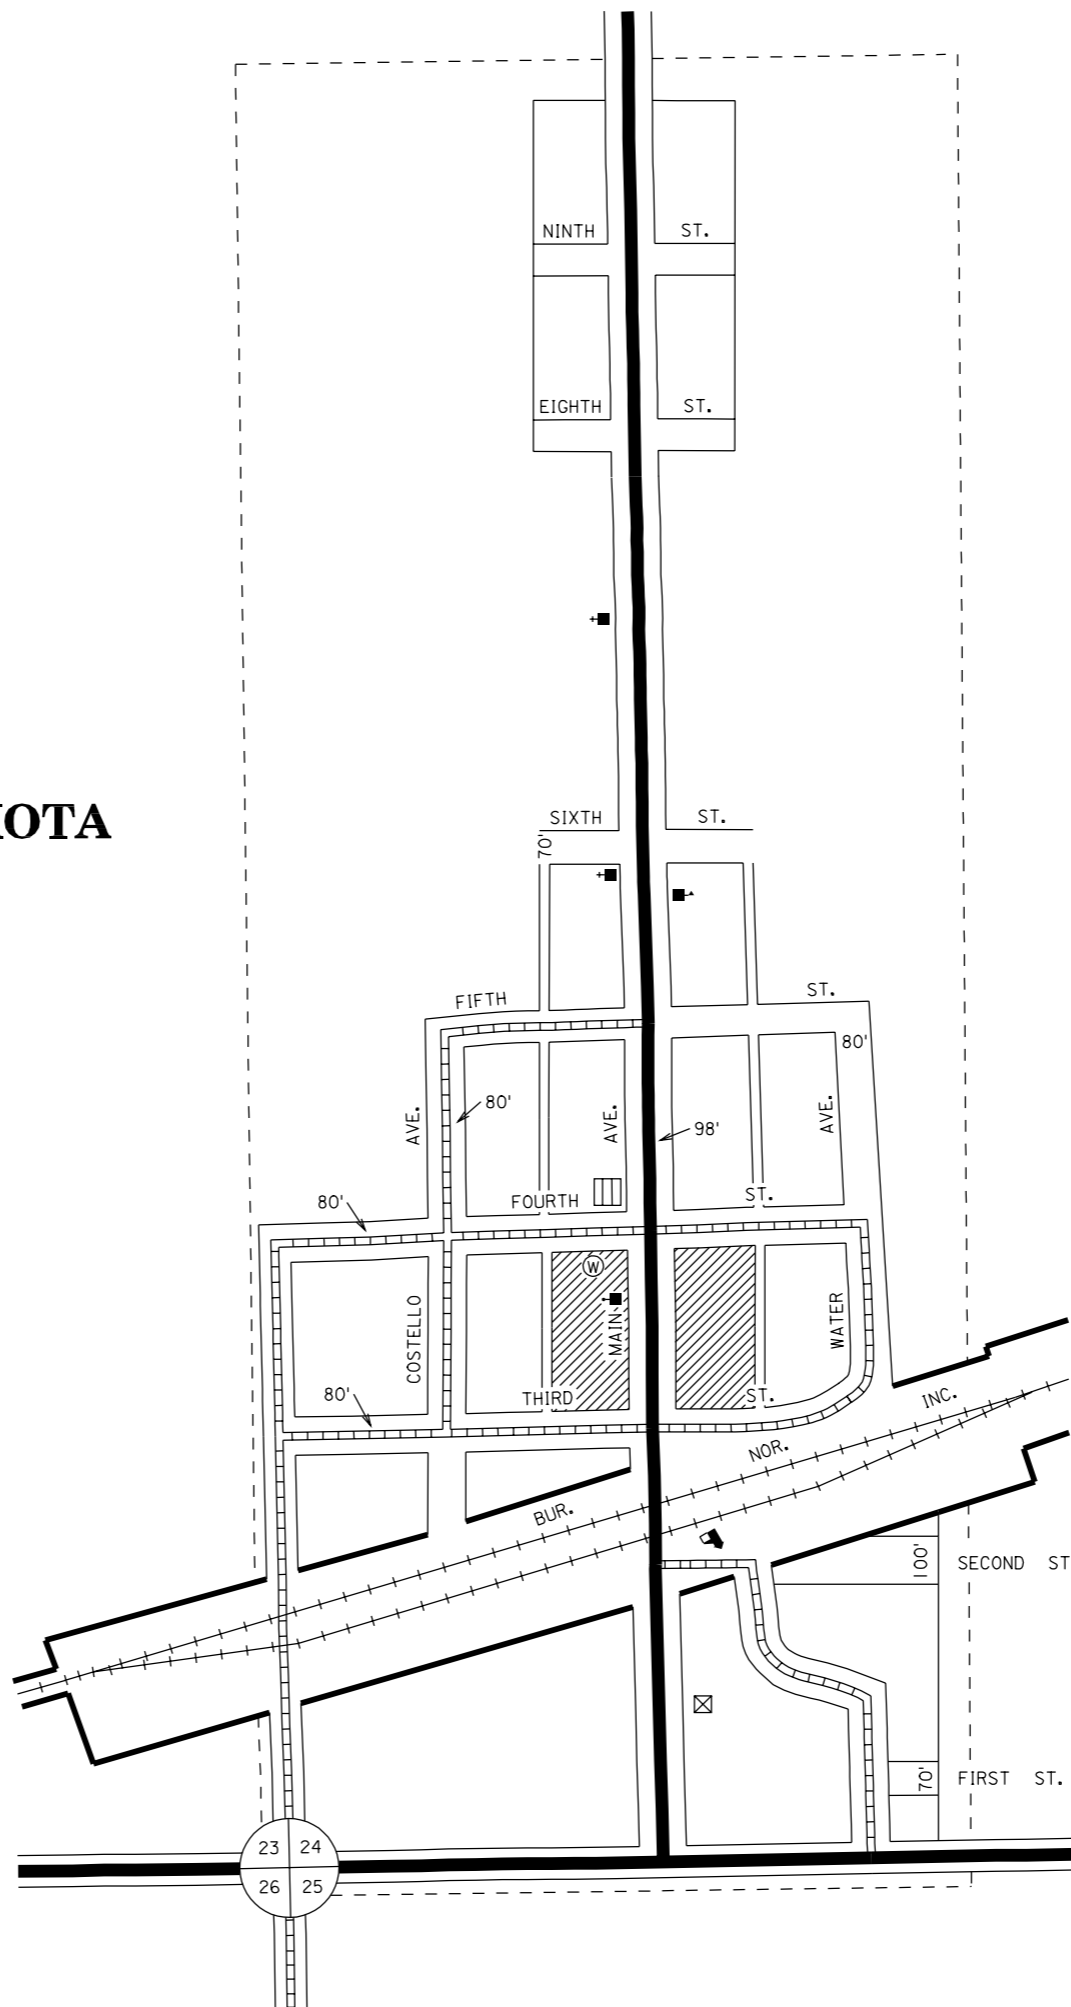 NINTH ST.
EIGHTH ST.
OTA
SIXTH ST.
70'
FIFTH ST.
80'
AVE.
80'
AVE.
98'
AVE.
80'
FOURTH ST.
W
COSTELLO
MAIN
WATER
80'
THIRD ST.
BUR. NOR. INC.
100'
SECOND ST
70'
FIRST ST.
23 24
26 25